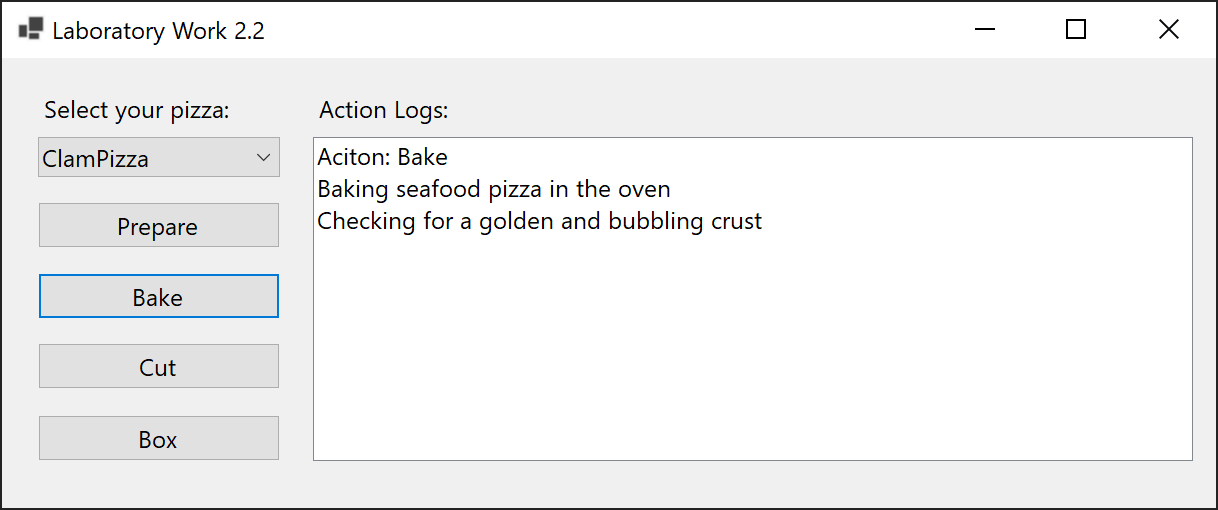 Laboratory Work 2.2
Select your pizza:
ClamPizza
Prepare
Bake
Cut
Box
Action Logs:
Aciton: Bake
Baking seafood pizza in the oven
Checking for a golden and bubbling crust